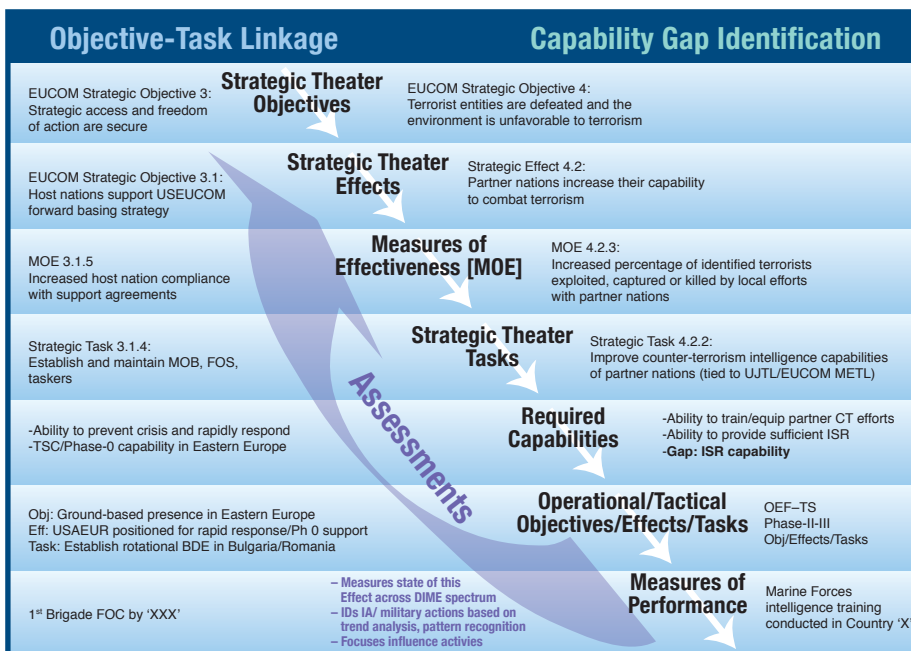 Objective-Task Linkage
Capability Gap Identification
EUCOM Strategic Objective 3:
Strategic access and freedom
of action are secure
Strategic Theater
Objectives
EUCOM Strategic Objective 4:
Terrorist entities are defeated and the
environment is unfavorable to terrorism
EUCOM Strategic Objective 3.1:
Host nations support USEUCOM
forward basing strategy
Strategic Theater
Effects
Strategic Effect 4.2:
Partner nations increase their capability
to combat terrorism
MOE 3.1.5
Increased host nation compliance
with support agreements
Measures of
Effectiveness [MOE]
MOE 4.2.3:
Increased percentage of identified terrorists
exploited, captured or killed by local efforts
with partner nations
Strategic Task 3.1.4:
Establish and maintain MOB, FOS,
taskers
Strategic Theater
Tasks
Strategic Task 4.2.2:
Improve counter-terrorism intelligence capabilities
of partner nations (tied to UJTL/EUCOM METL)
-Ability to prevent crisis and rapidly respond
-TSC/Phase-0 capability in Eastern Europe
Required
Capabilities
-Ability to train/equip partner CT efforts
-Ability to provide sufficient ISR
-Gap: ISR capability
Assessments
Obj: Ground-based presence in Eastern Europe
Eff: USAEUR positioned for rapid response/Ph 0 support
Task: Establish rotational BDE in Bulgaria/Romania
Operational/Tactical
Objectives/Effects/Tasks
OEF–TS
Phase-II-III
Obj/Effects/Tasks
1st Brigade FOC by ‘XXX’
– Measures state of this
Effect across DIME spectrum
– IDs IA/ military actions based on
trend analysis, pattern recognition
– Focuses influence activies
Measures of
Performance
Marine Forces
intelligence training
conducted in Country ‘X’